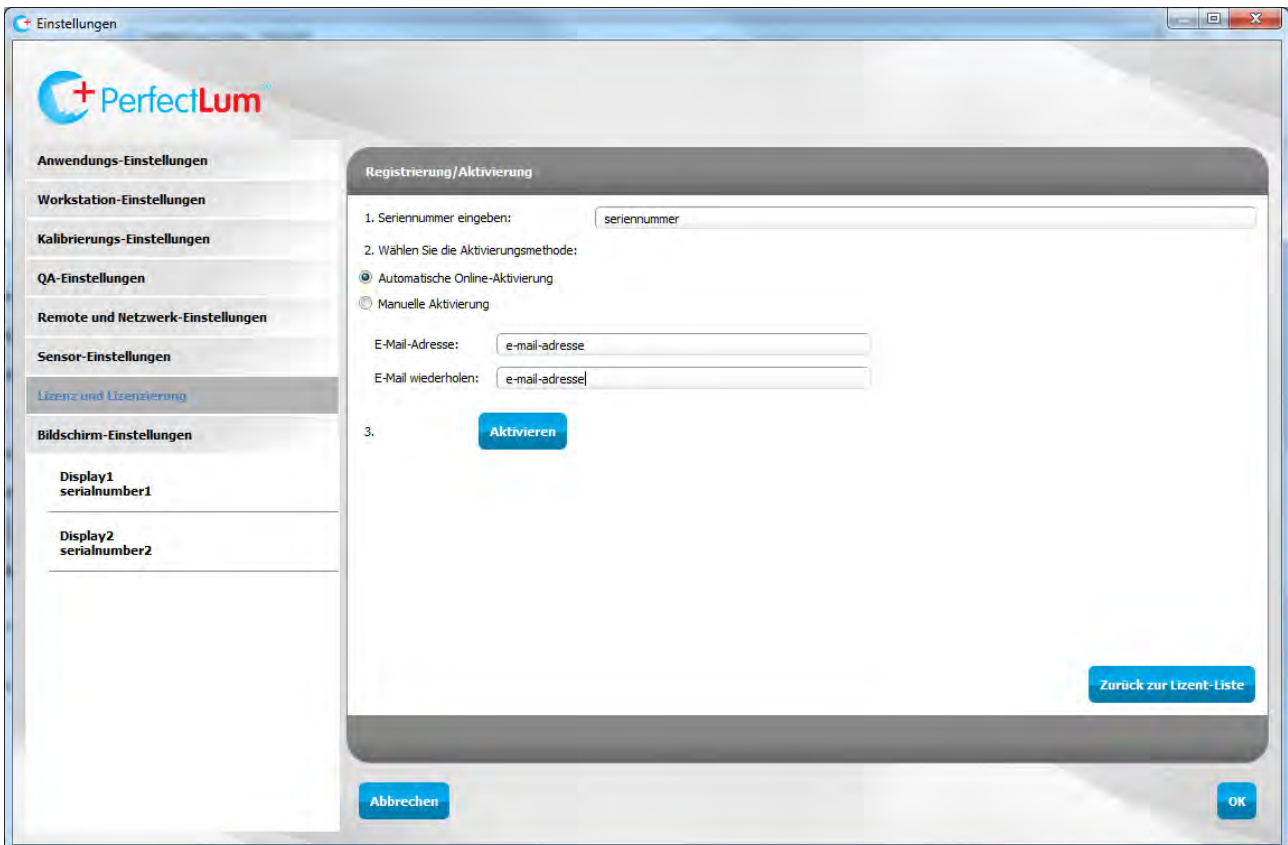 Einstellungen
PerfectLum
Anwendungs-Einstellungen
Workstation-Einstellungen
Kalibrierungs-Einstellungen
QA-Einstellungen
Remote und Netzwerk-Einstellungen
Sensor-Einstellungen
Lizenz und Lizenzierung
Bildschirm-Einstellungen
Display1
serialnumber1
Display2
serialnumber2
Registrierung/Aktivierung
1. Seriennummer eingeben: seriennummer
2. Wählen Sie die Aktivierungsmethode:
Automatische Online-Aktivierung
Manuelle Aktivierung
E-Mail-Adresse: e-mail-adresse
E-Mail wiederholen: e-mail-adresse
3. Aktivieren
Zurück zur Lizent-Liste
Abbrechen
OK